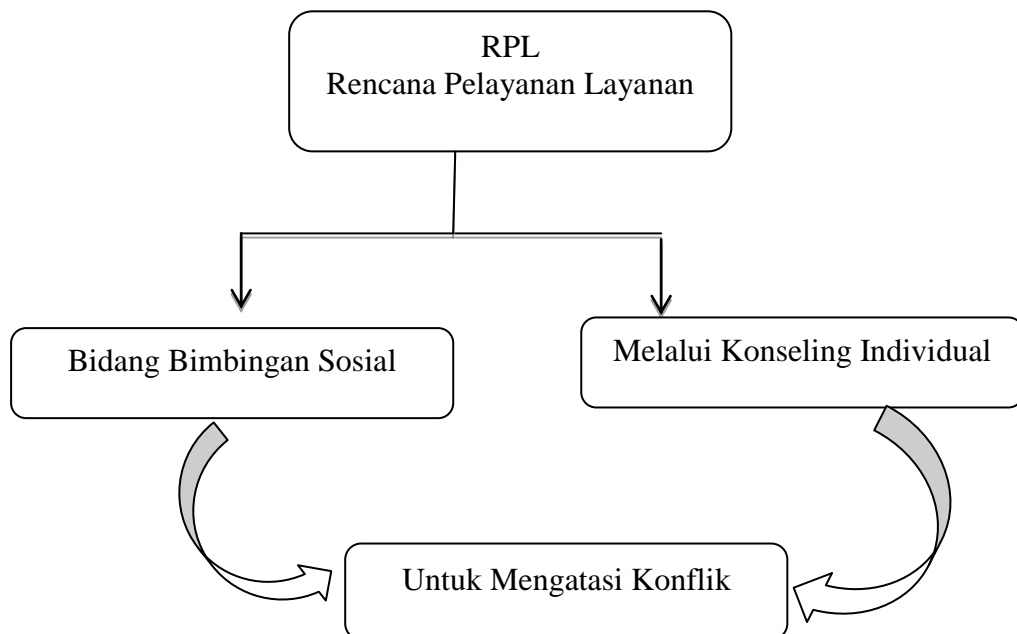 RPL
Rencana Pelayanan Layanan
Bidang Bimbingan Sosial
Melalui Konseling Individual
Untuk Mengatasi Konflik